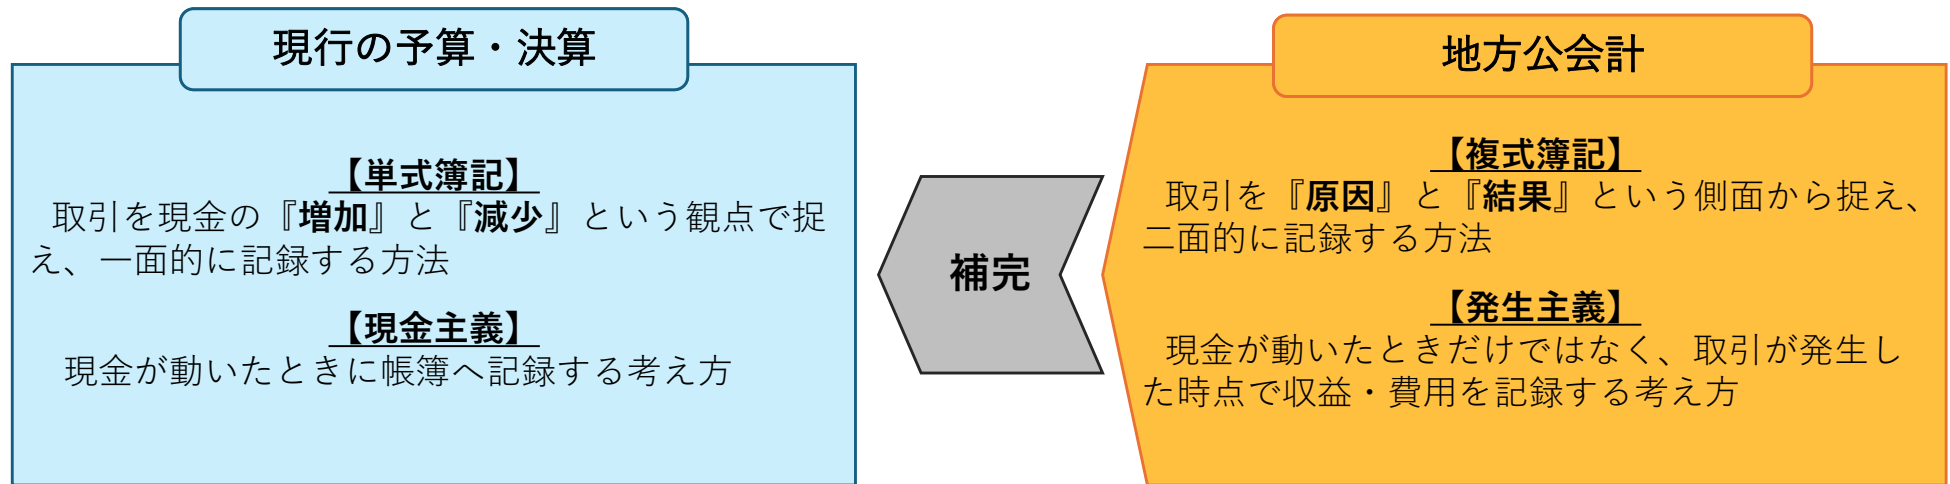 現行の予算・決算
【単式簿記】
取引を現金の『増加』と『減少』という観点で捉
え、一面的に記録する方法
【現金主義】
現金が動いたときに帳簿へ記録する考え方
補完
地方公会計
【複式簿記】
取引を『原因』と『結果』という側面から捉え、
二面的に記録する方法
【発生主義】
現金が動いたときだけではなく、取引が発生し
た時点で収益・費用を記録する考え方